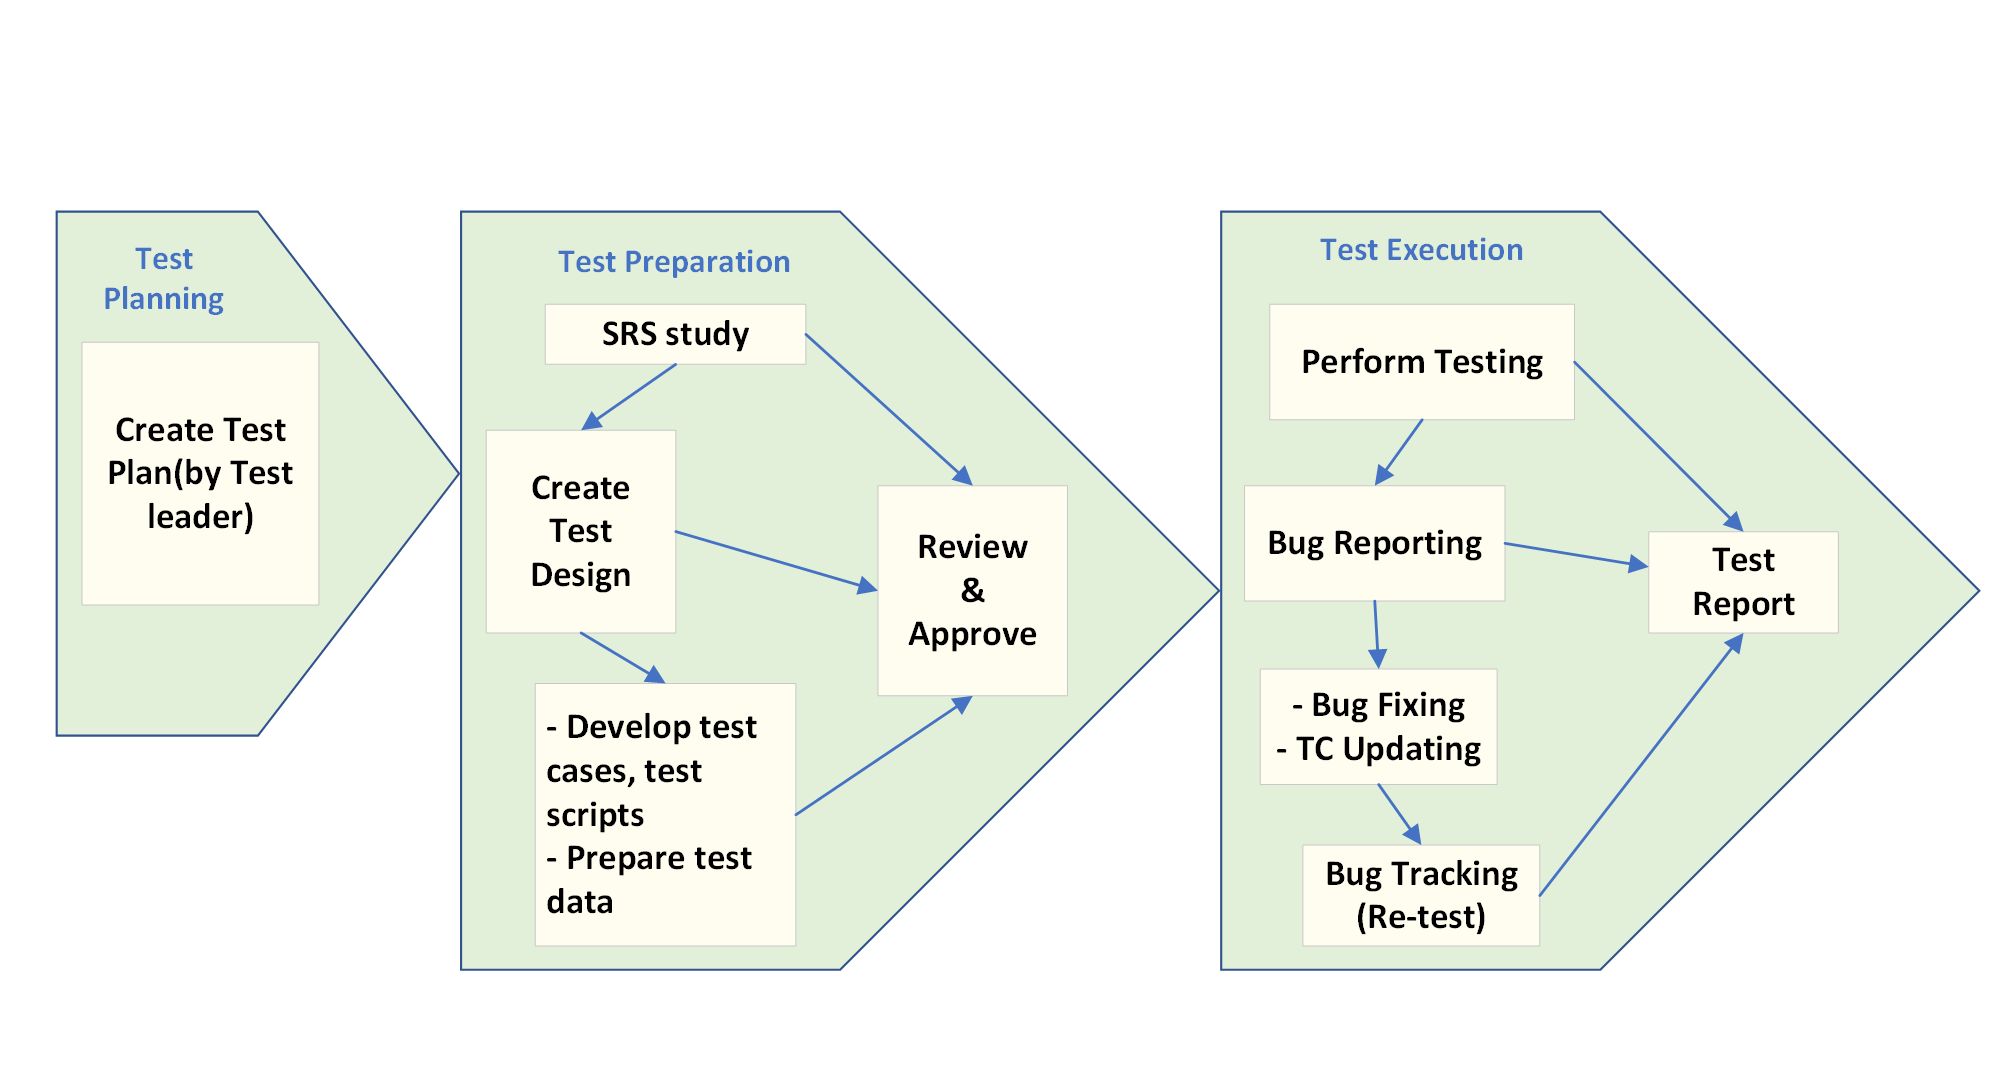 Test
Planning
Create Test
Plan(by Test
leader)
Test Preparation
SRS study
Create
Test
Design
- Develop test
cases, test
scripts
- Prepare test
data
Review
&
Approve
Test Execution
Perform Testing
Bug Reporting
- Bug Fixing
- TC Updating
Bug Tracking
(Re-test)
Test
Report